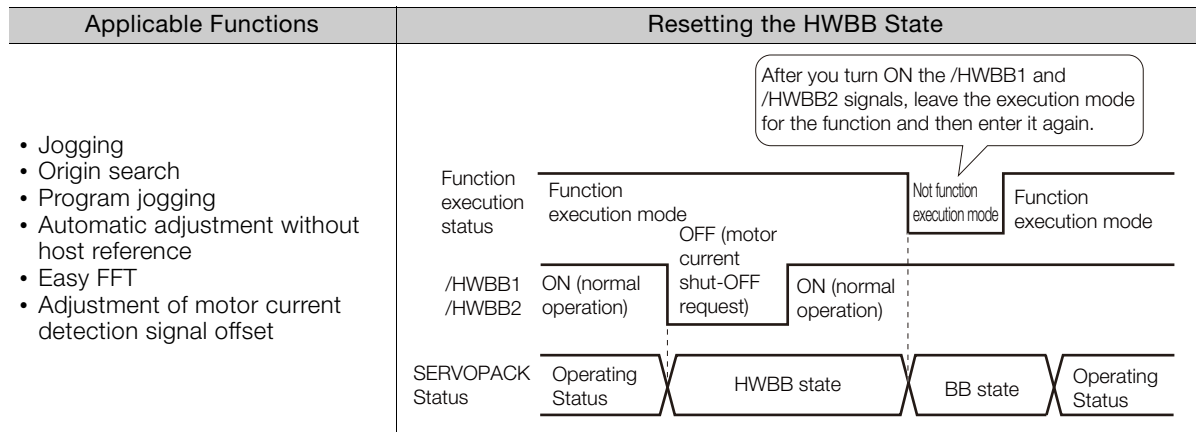 Applicable Functions
Resetting the HWBB State
• Jogging
• Origin search
• Program jogging
• Automatic adjustment without
host reference
• Easy FFT
• Adjustment of motor current
detection signal offset
After you turn ON the /HWBB1 and
/HWBB2 signals, leave the execution mode
for the function and then enter it again.
Function
execution
status
Function
execution mode
Not function
execution mode
Function
execution mode
/HWBB1
/HWBB2
ON (normal
operation)
OFF (motor
current
shut-OFF
request)
ON (normal
operation)
SERVOPACK
Status
Operating
Status
HWBB state
BB state
Operating
Status